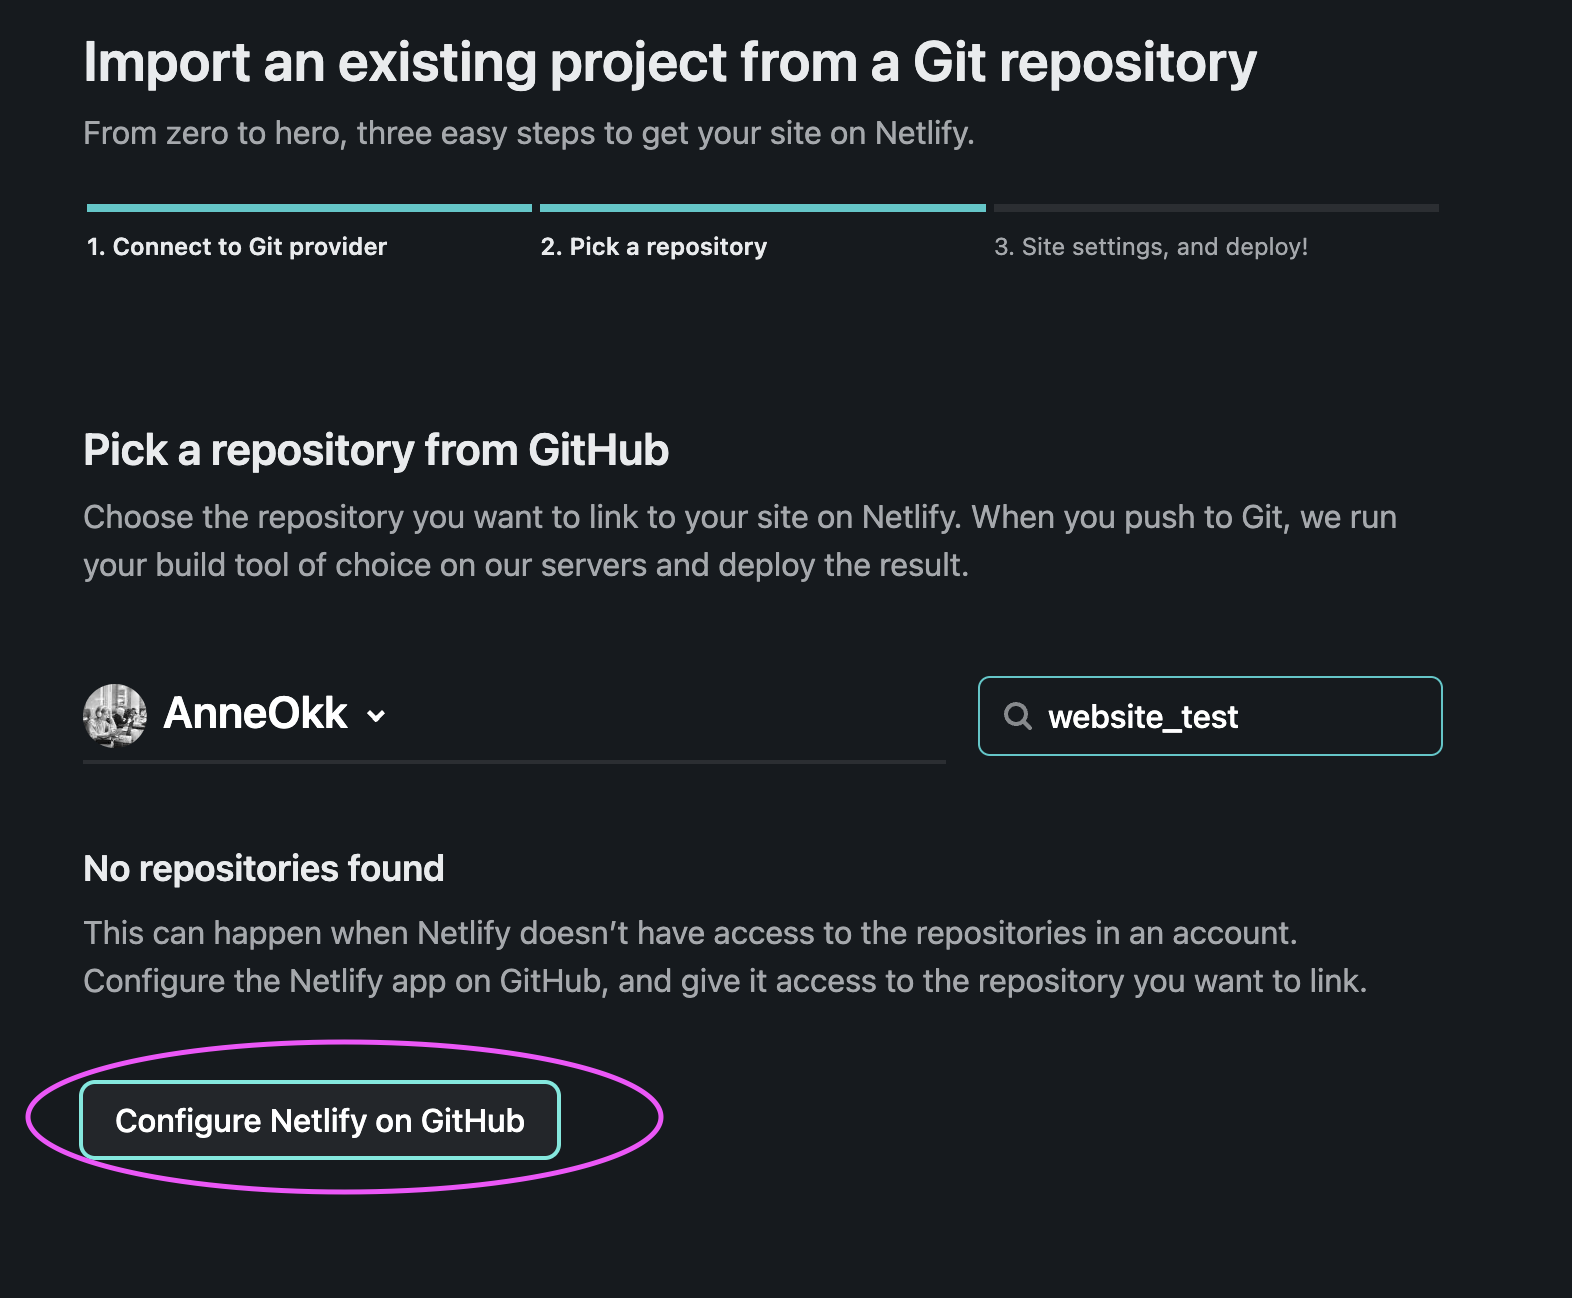 Import an existing project from a Git repository
From zero to hero, three easy steps to get your site on Netlify.
1. Connect to Git provider
2. Pick a repository
3. Site settings, and deploy!
Pick a repository from GitHub
Choose the repository you want to link to your site on Netlify. When you push to Git, we run
your build tool of choice on our servers and deploy the result.
AnneOkk
website_test
No repositories found
This can happen when Netlify doesn’t have access to the repositories in an account.
Configure the Netlify app on GitHub, and give it access to the repository you want to link.
Configure Netlify on GitHub